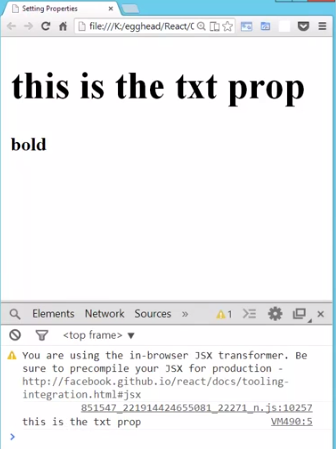 Setting Properties
file:///K:/egghead/React/C
this is the txt prop
bold
Elements Network Sources » 1
<top frame> ▼
You are using the in-browser JSX transformer. Be
sure to precompile your JSX for production -
http://facebook.github.io/react/docs/tooling-
integration.html#jsx
851547_221914424655081_22271_n.js:10257
this is the txt prop VM490:5